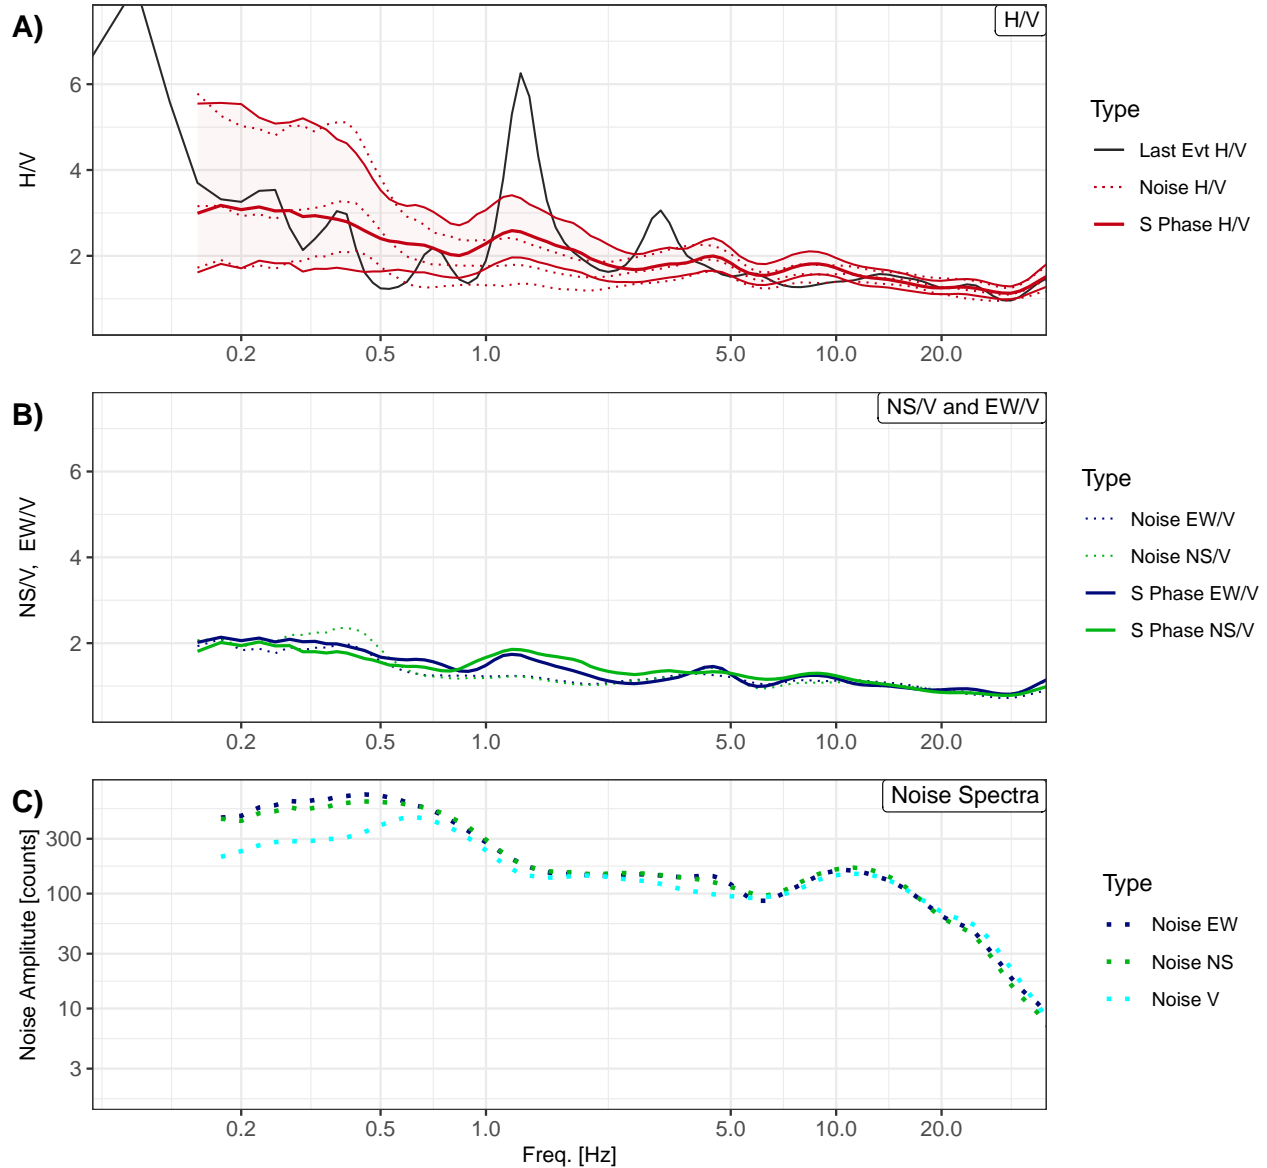 A)
H/V
6
4
2
H/V
0.2 0.5 1.0 5.0 10.0 20.0
Type
Last Evt H/V
Noise H/V
S Phase H/V
B)
NS/V and EW/V
6
4
2
NS/V, EW/V
0.2 0.5 1.0 5.0 10.0 20.0
Type
Noise EW/V
Noise NS/V
S Phase EW/V
S Phase NS/V
C)
Noise Spectra
300
100
30
10
3
Noise Amplitute [counts]
0.2 0.5 1.0 5.0 10.0 20.0
Freq. [Hz]
Type
Noise EW
Noise NS
Noise V